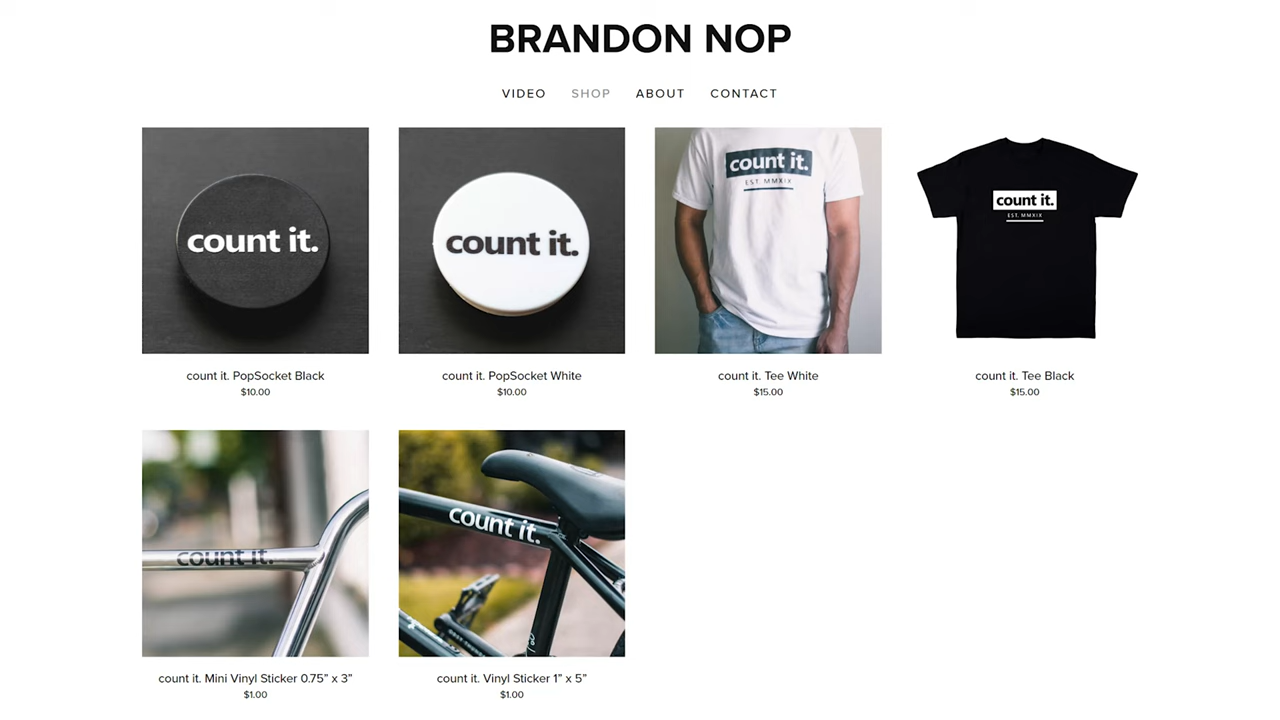 BRANDON NOP
VIDEO SHOP ABOUT CONTACT
count it.
count it.
count it.
EST. MMXIX
count it.
EST. MMXIX
count it. PopSocket Black
$10.00
count it. PopSocket White
$10.00
count it. Tee White
$15.00
count it. Tee Black
$15.00
count it.
count it.
count it. Mini Vinyl Sticker 0.75” x 3”
$1.00
count it. Vinyl Sticker 1” x 5”
$1.00